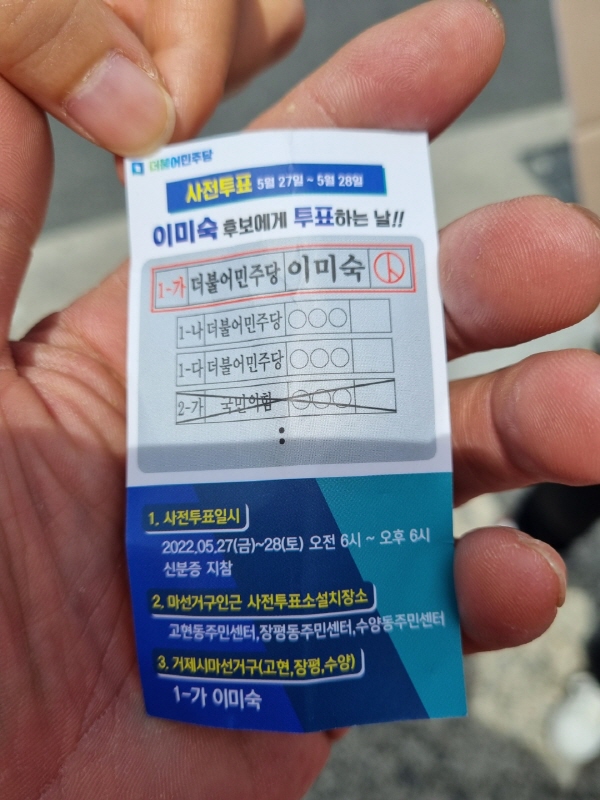 더불어민주당
사전투표 5월 27일 ~ 5월 28일
이미숙 후보에게 투표하는 날!!
1-가 더불어민주당 이미숙
1-나 더불어민주당 ○○○
1-다 더불어민주당 ○○○
2-가 국민의힘 ○○○
1. 사전투표일시
2022.05.27(금)~28(토) 오전 6시 ~ 오후 6시
신분증 지참
2. 마선거구인근 사전투표소설치장소
고현동주민센터,장평동주민센터,수양동주민센터
3. 거제시마선거구(고현,장평,수양)
1-가 이미숙